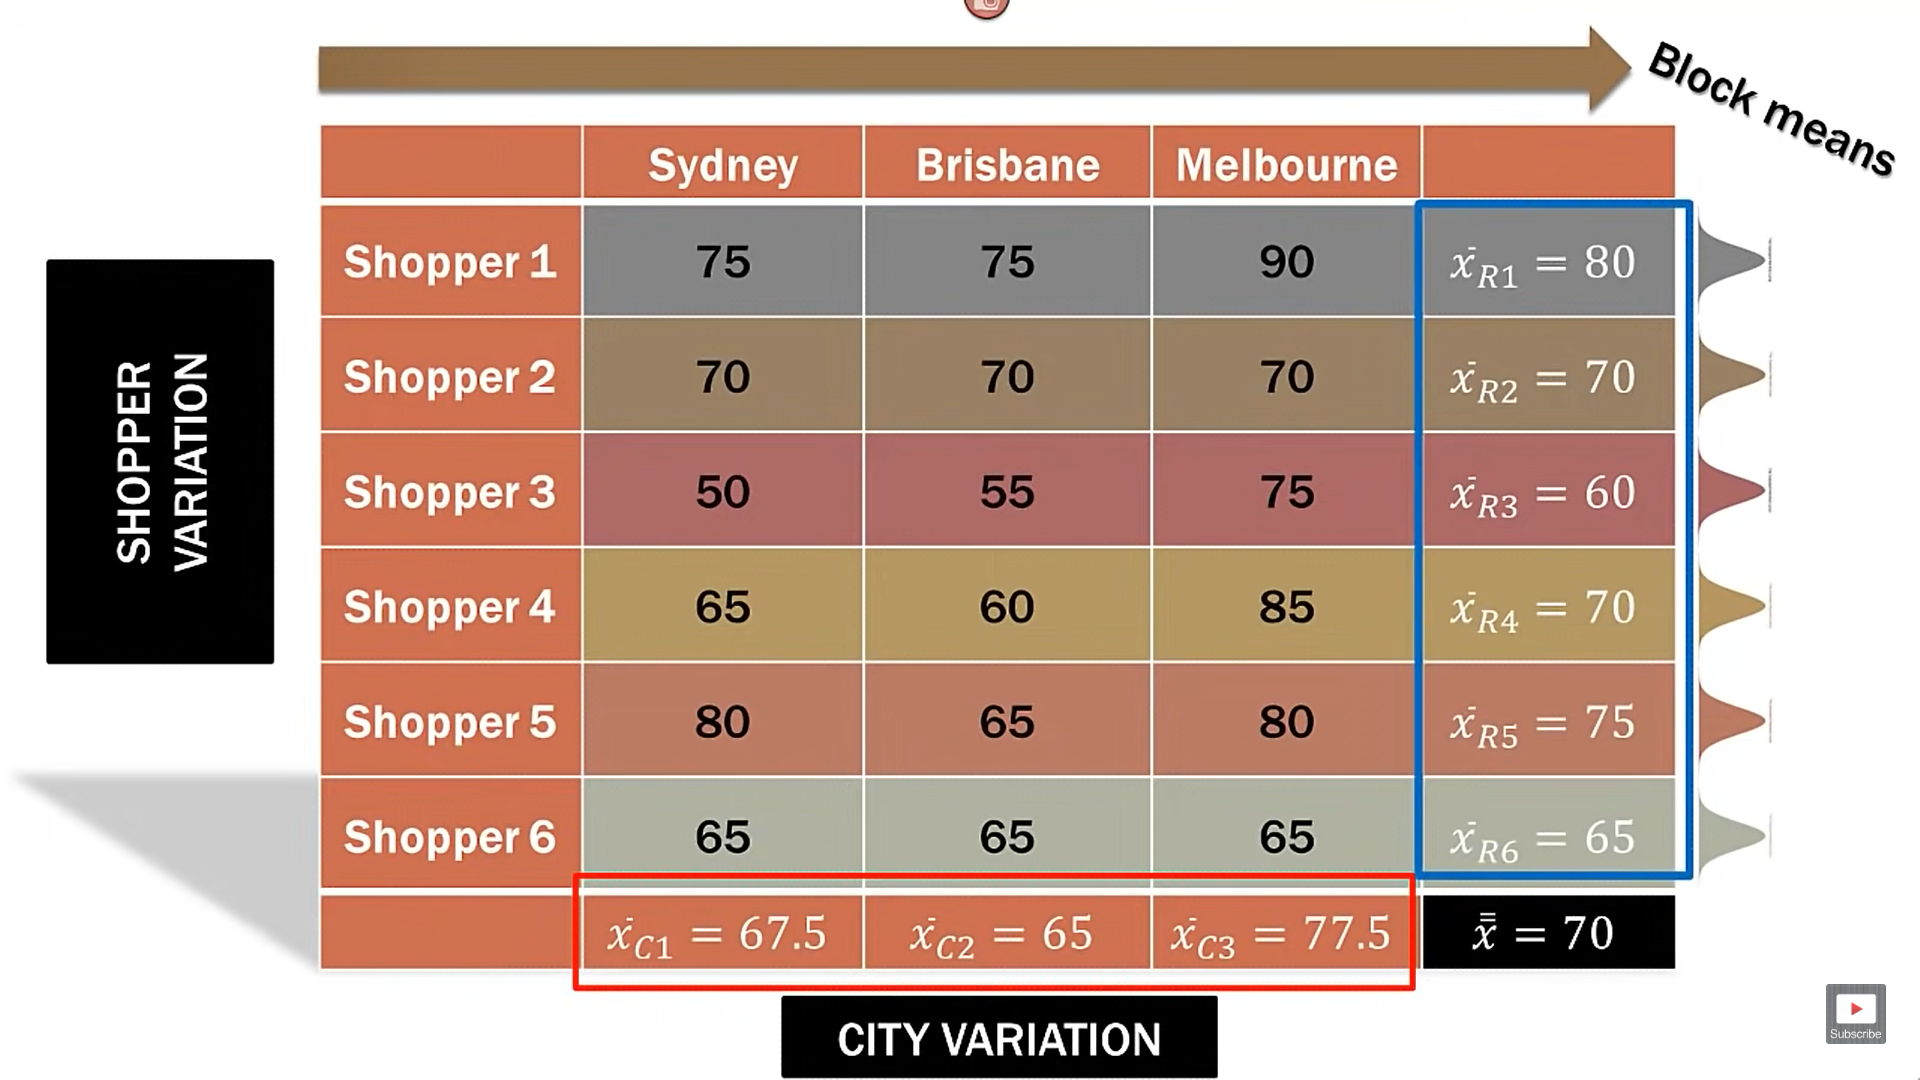 Block means
Sydney Brisbane Melbourne
Shopper 1 75 75 90 x̄R1 = 80
Shopper 2 70 70 70 x̄R2 = 70
Shopper 3 50 55 75 x̄R3 = 60
Shopper 4 65 60 85 x̄R4 = 70
Shopper 5 80 65 80 x̄R5 = 75
Shopper 6 65 65 65 x̄R6 = 65
x̄C1 = 67.5 x̄C2 = 65 x̄C3 = 77.5 x̿ = 70
SHOPPER
VARIATION
CITY VARIATION
Subscribe